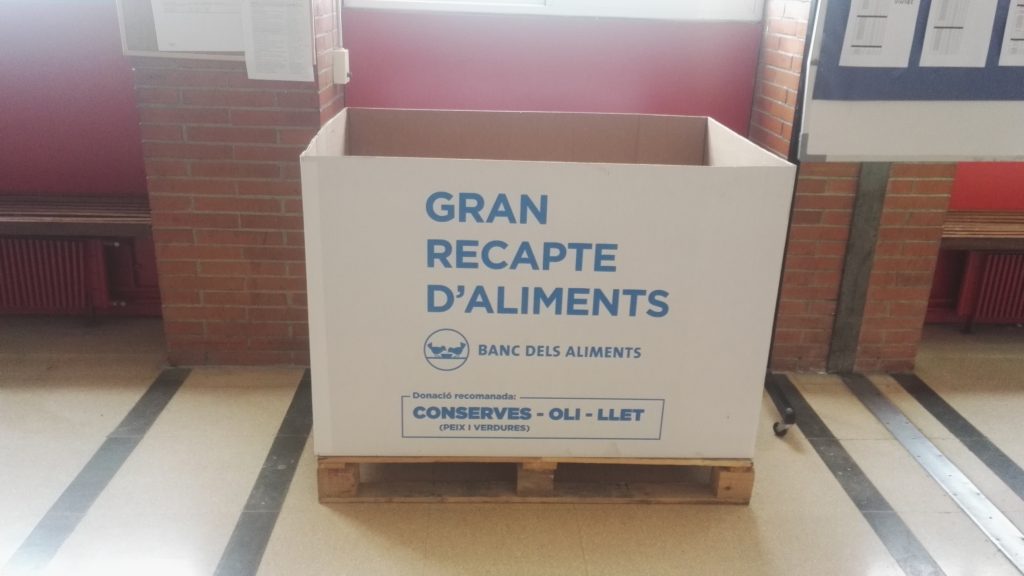 GRAN
RECAPTE
D'ALIMENTS
BANC DELS ALIMENTS
Donació recomanada:
CONSERVES - OLI - LLET
(PEIX I VERDURES)